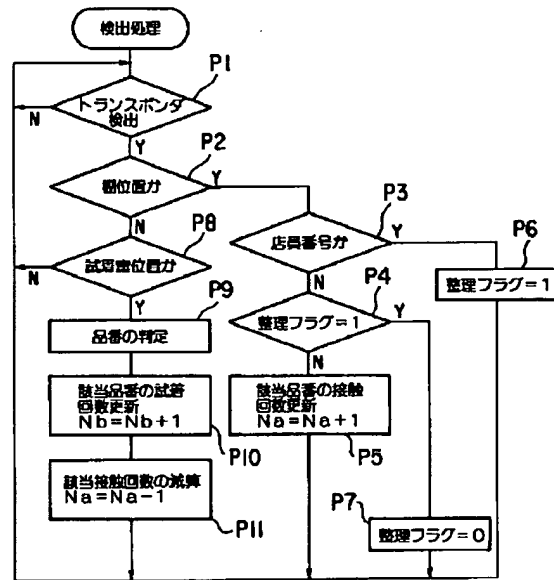 検出処理
P1
トランスポンダ
検出
N
Y
P2
棚位置か
Y
N
P3
店員番号か
Y
N
P8
試着室位置か
N
Y
P6
整理フラグ=1
P4
整理フラグ=1
Y
N
P9
品番の判定
該当品番の試着
回数更新
Nb=Nb+1
P10
該当品番の接触
回数更新
Na=Na+1
P5
該当接触回数の減算
Na=Na-1
P11
P7
整理フラグ=0